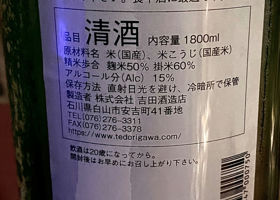 品目 清酒 内容量 1800ml
原材料名 米(国産)、米こうじ(国産米)
精米歩合 麹米50% 掛米60%
アルコール分(Alc) 15%
保存方法 直射日光を避け、冷暗所で保管
製造者 株式会社 吉田酒造店
石川県白山市安吉町41番地
TEL(076)276-3311
FAX(076)276-3378
https://www.tedorigawa.com/
飲酒は20歳になってから。
開封後はお早めにお召し上がり下さい。